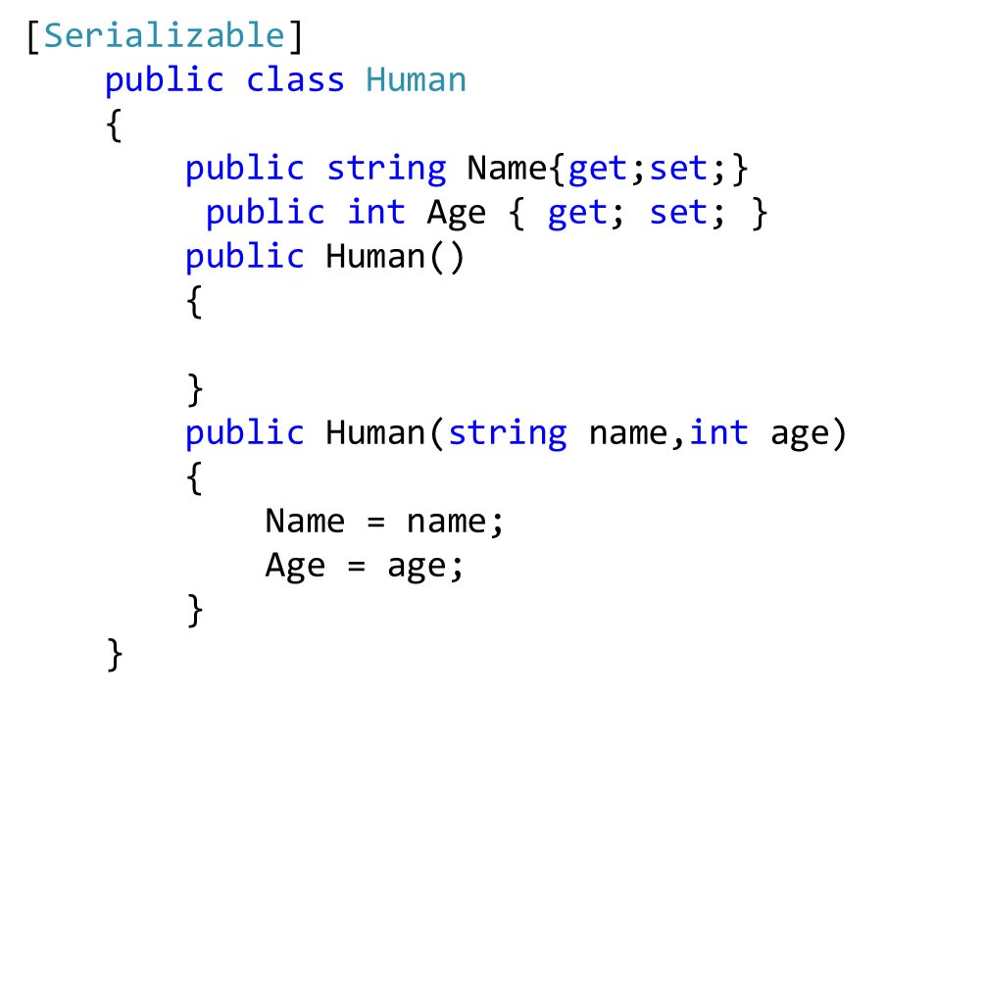 [Serializable]
    public class Human
    {
        public string Name{get;set;}
         public int Age { get; set; }
        public Human()
        {

        }
        public Human(string name,int age)
        {
            Name = name;
            Age = age;
        }
    }